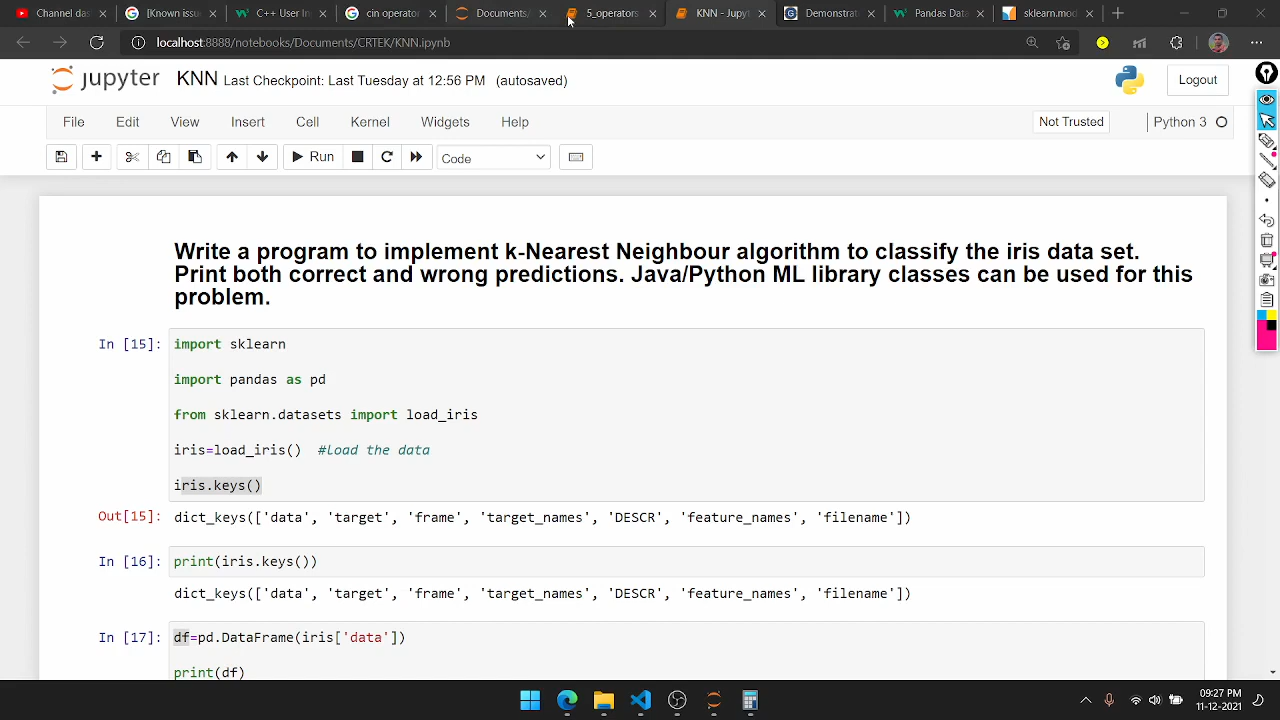 Channel da
[Known issu
C++ User In
cin operator
Documents/
5_operators
KNN - Jupyt
Demonstrat
Pandas Data
sklearn.mod
localhost:8888/notebooks/Documents/CRTEK/KNN.ipynb
jupyter KNN Last Checkpoint: Last Tuesday at 12:56 PM (autosaved)
Logout
File Edit View Insert Cell Kernel Widgets Help
Not Trusted
Python 3
Run
Code
Write a program to implement k-Nearest Neighbour algorithm to classify the iris data set.
Print both correct and wrong predictions. Java/Python ML library classes can be used for this
problem.
In [15]: import sklearn
import pandas as pd
from sklearn.datasets import load_iris
iris=load_iris() #load the data
iris.keys()
Out[15]: dict_keys(['data', 'target', 'frame', 'target_names', 'DESCR', 'feature_names', 'filename'])
In [16]: print(iris.keys())
dict_keys(['data', 'target', 'frame', 'target_names', 'DESCR', 'feature_names', 'filename'])
In [17]: df=pd.DataFrame(iris['data'])
print(df)
09:27 PM
11-12-2021